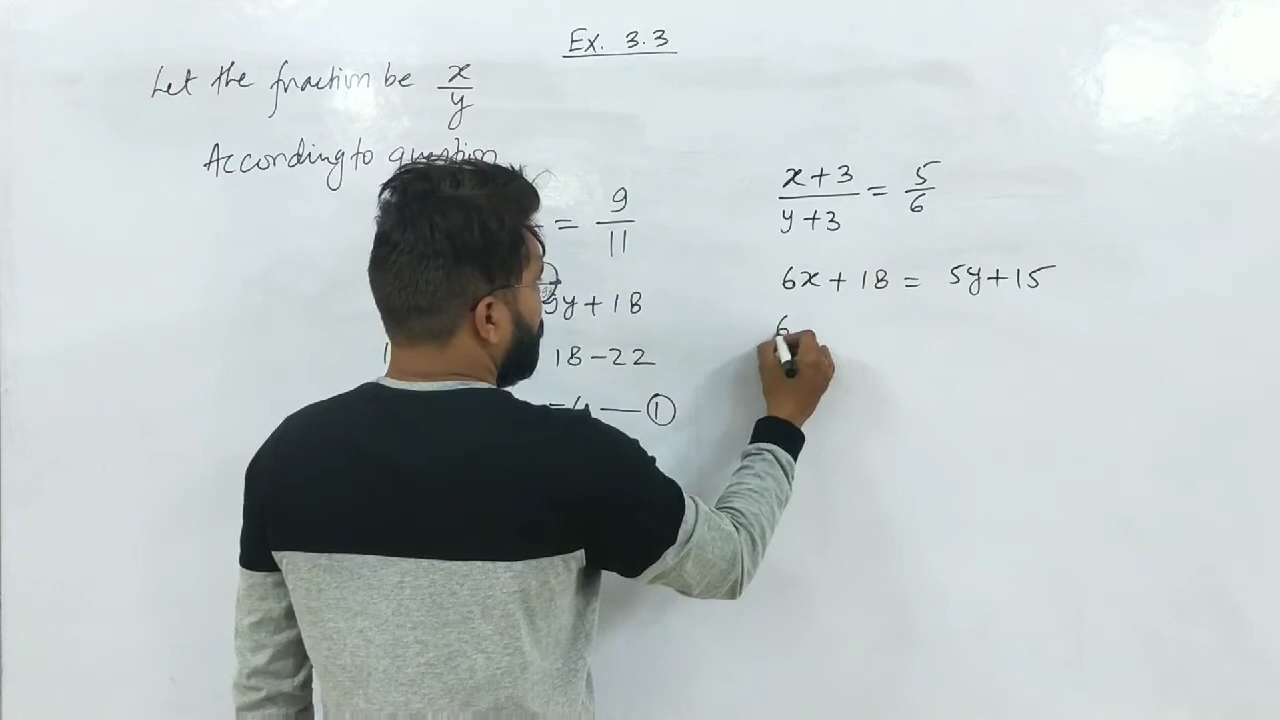 Ex. 3.3
Let the fraction be x/y
According to question
= 9/11
9y+18
18-22
=4 — ①
x+3/y+3 = 5/6
6x+18 = 5y+15
6